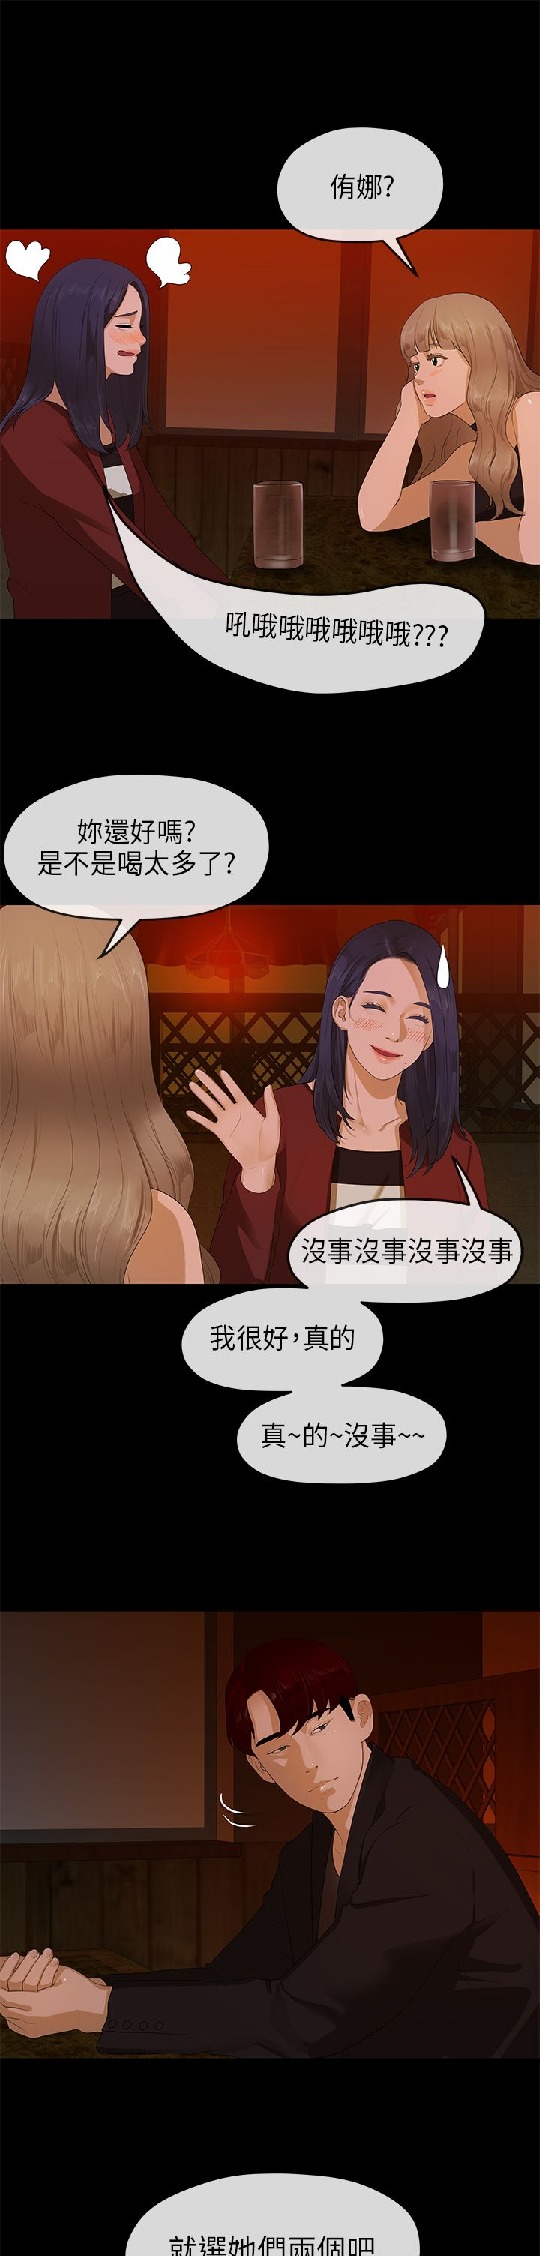 侑娜?
吼哦哦哦哦哦哦???
妳還好嗎?
是不是喝太多了?
沒事沒事沒事沒事
我很好,真的
真~的~沒事~~
就選她們兩個吧